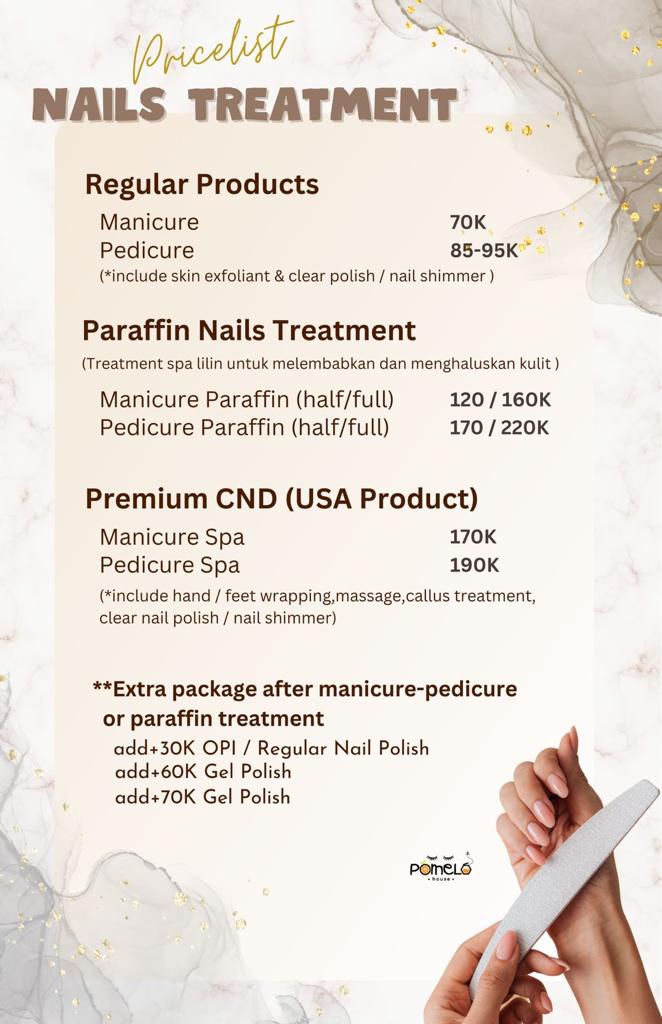 Pricelist
NAILS TREATMENT
Regular Products
Manicure 70K
Pedicure 85-95K
(*include skin exfoliant & clear polish / nail shimmer )
Paraffin Nails Treatment
(Treatment spa lilin untuk melembabkan dan menghaluskan kulit )
Manicure Paraffin (half/full) 120 / 160K
Pedicure Paraffin (half/full) 170 / 220K
Premium CND (USA Product)
Manicure Spa 170K
Pedicure Spa 190K
(*include hand / feet wrapping,massage,callus treatment,
clear nail polish / nail shimmer)
**Extra package after manicure-pedicure
or paraffin treatment
add+30K OPI / Regular Nail Polish
add+60K Gel Polish
add+70K Gel Polish
POMELO
• house •